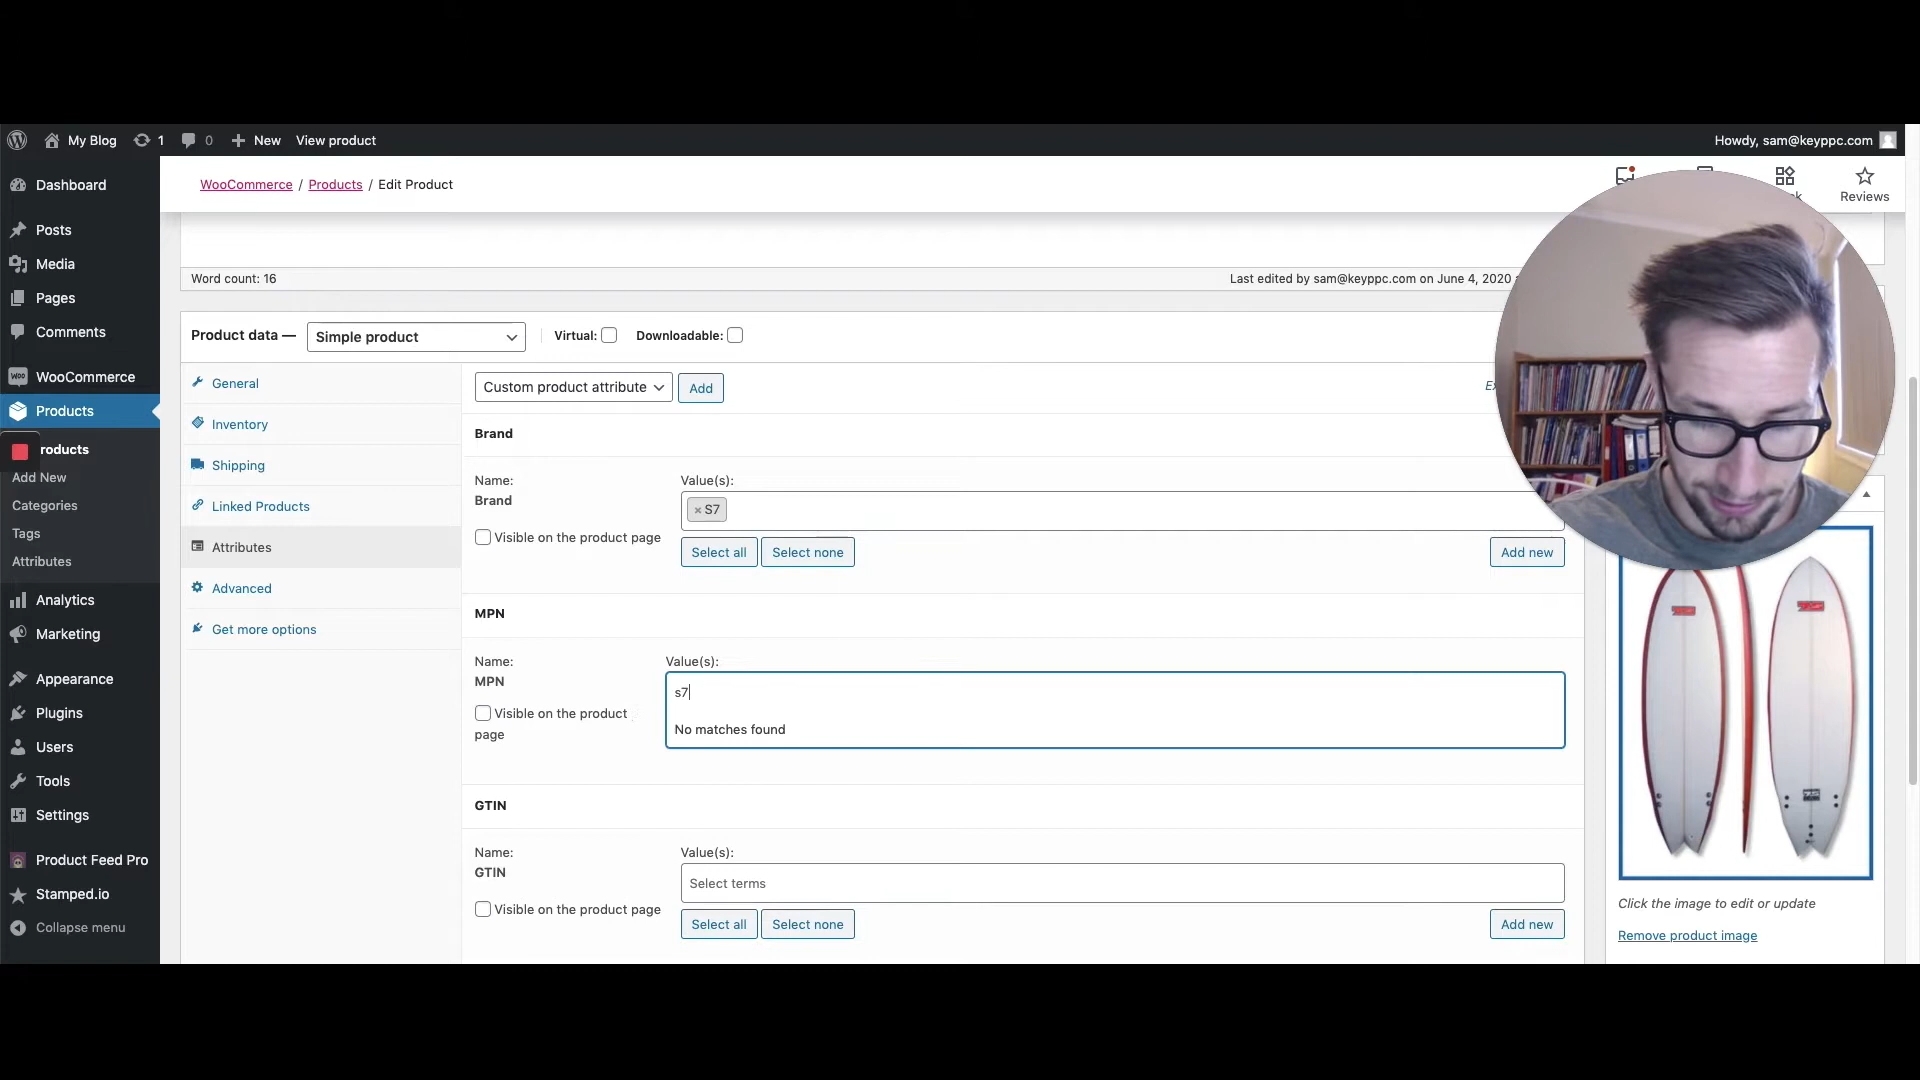 My Blog 1 0 New View product Howdy, sam@keyppc.com
WooCommerce / Products / Edit Product
Reviews
Dashboard
Posts
Media
Pages
Comments
WooCommerce
Products
roducts
Add New
Categories
Tags
Attributes
Analytics
Marketing
Appearance
Plugins
Users
Tools
Settings
Product Feed Pro
Stamped.io
Collapse menu
Word count: 16 Last edited by sam@keyppc.com on June 4, 2020
Product data — Simple product Virtual: Downloadable:
General
Inventory
Shipping
Linked Products
Attributes
Advanced
Get more options
Custom product attribute Add
Brand
Name: Value(s):
Brand × S7
Visible on the product page
Select all Select none Add new
MPN
Name: Value(s):
MPN s7
Visible on the product
page No matches found
GTIN
Name: Value(s):
GTIN Select terms
Visible on the product page
Select all Select none Add new
Click the image to edit or update
Remove product image